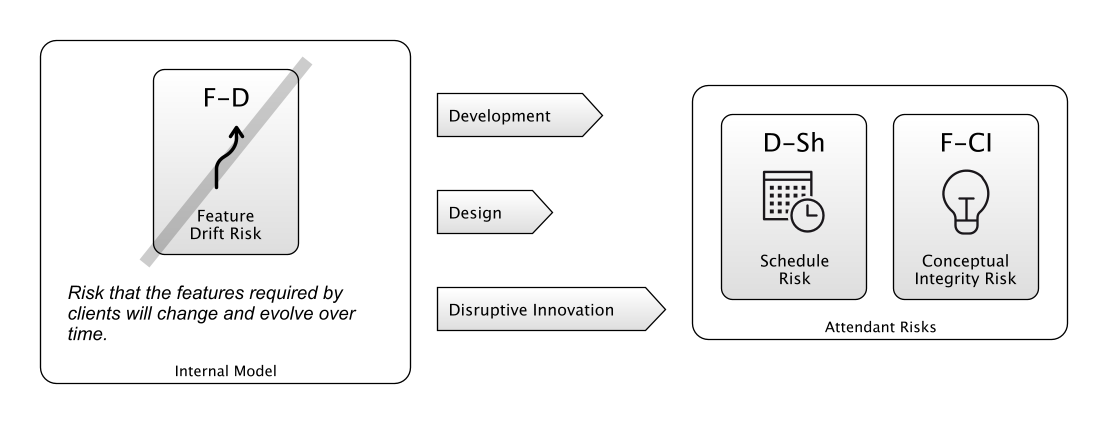 F-D
Feature
Drift Risk
Risk that the features required by
clients will change and evolve over
time.
Internal Model
Development
Design
Disruptive Innovation
D-Sh
Schedule
Risk
F-CI
Conceptual
Integrity Risk
Attendant Risks